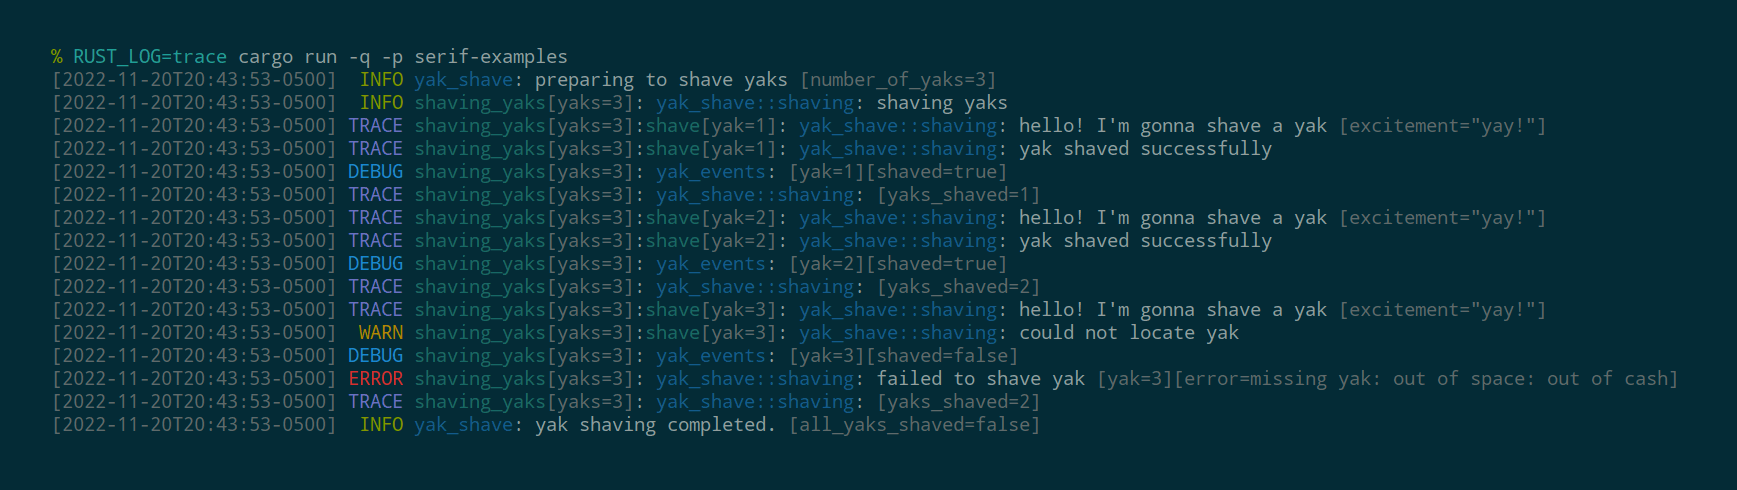 % RUST_LOG=trace cargo run -q -p serif-examples
[2022-11-20T20:43:53-0500]  INFO yak_shave: preparing to shave yaks [number_of_yaks=3]
[2022-11-20T20:43:53-0500]  INFO shaving_yaks[yaks=3]: yak_shave::shaving: shaving yaks
[2022-11-20T20:43:53-0500] TRACE shaving_yaks[yaks=3]:shave[yak=1]: yak_shave::shaving: hello! I'm gonna shave a yak [excitement="yay!"]
[2022-11-20T20:43:53-0500] TRACE shaving_yaks[yaks=3]:shave[yak=1]: yak_shave::shaving: yak shaved successfully
[2022-11-20T20:43:53-0500] DEBUG shaving_yaks[yaks=3]: yak_events: [yak=1][shaved=true]
[2022-11-20T20:43:53-0500] TRACE shaving_yaks[yaks=3]: yak_shave::shaving: [yaks_shaved=1]
[2022-11-20T20:43:53-0500] TRACE shaving_yaks[yaks=3]:shave[yak=2]: yak_shave::shaving: hello! I'm gonna shave a yak [excitement="yay!"]
[2022-11-20T20:43:53-0500] TRACE shaving_yaks[yaks=3]:shave[yak=2]: yak_shave::shaving: yak shaved successfully
[2022-11-20T20:43:53-0500] DEBUG shaving_yaks[yaks=3]: yak_events: [yak=2][shaved=true]
[2022-11-20T20:43:53-0500] TRACE shaving_yaks[yaks=3]: yak_shave::shaving: [yaks_shaved=2]
[2022-11-20T20:43:53-0500] TRACE shaving_yaks[yaks=3]:shave[yak=3]: yak_shave::shaving: hello! I'm gonna shave a yak [excitement="yay!"]
[2022-11-20T20:43:53-0500]  WARN shaving_yaks[yaks=3]:shave[yak=3]: yak_shave::shaving: could not locate yak
[2022-11-20T20:43:53-0500] DEBUG shaving_yaks[yaks=3]: yak_events: [yak=3][shaved=false]
[2022-11-20T20:43:53-0500] ERROR shaving_yaks[yaks=3]: yak_shave::shaving: failed to shave yak [yak=3][error=missing yak: out of space: out of cash]
[2022-11-20T20:43:53-0500] TRACE shaving_yaks[yaks=3]: yak_shave::shaving: [yaks_shaved=2]
[2022-11-20T20:43:53-0500]  INFO yak_shave: yak shaving completed. [all_yaks_shaved=false]